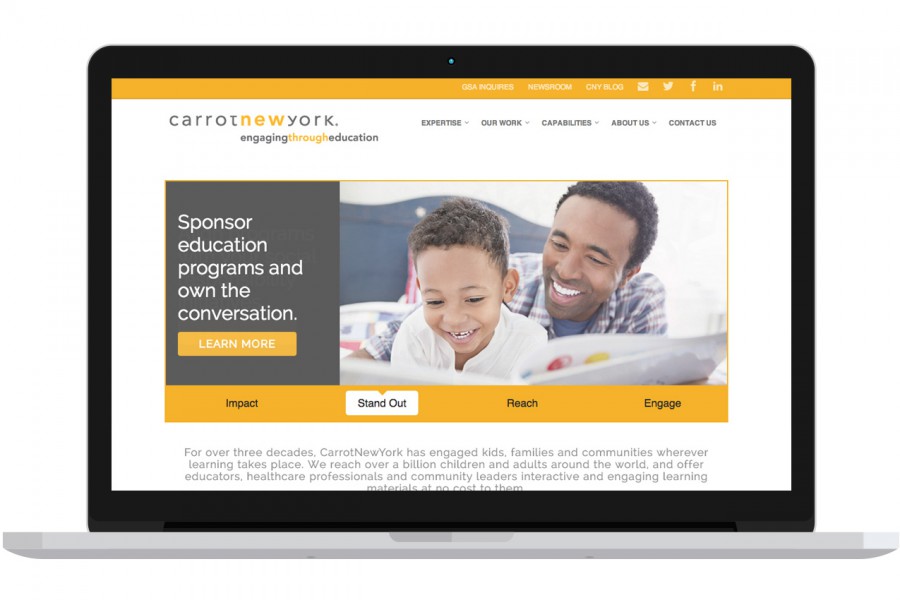 GSA INQUIRES NEWSROOM CNY BLOG
carrotnewyork.
engagingthrougheducation
EXPERTISE OUR WORK CAPABILITIES ABOUT US CONTACT US
Sponsor
education
programs and
own the
conversation.
LEARN MORE
Impact Stand Out Reach Engage
For over three decades, CarrotNewYork has engaged kids, families and communities wherever
learning takes place. We reach over a billion children and adults around the world, and offer
educators, healthcare professionals and community leaders interactive and engaging learning
materials at no cost to them